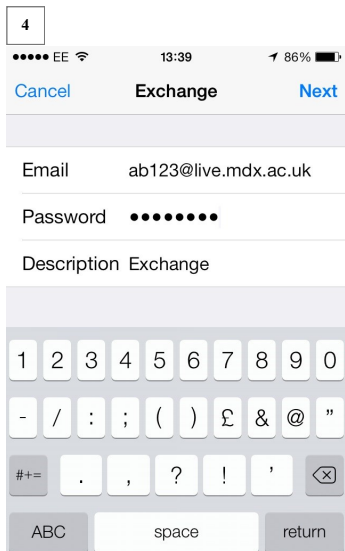 4
EE 13:39 86%
Cancel Exchange Next
Email ab123@live.mdx.ac.uk
Password ●●●●●●●●
Description Exchange
1 2 3 4 5 6 7 8 9 0
- / : ; ( ) £ & @ ”
#+= . , ? ! ’
ABC space return